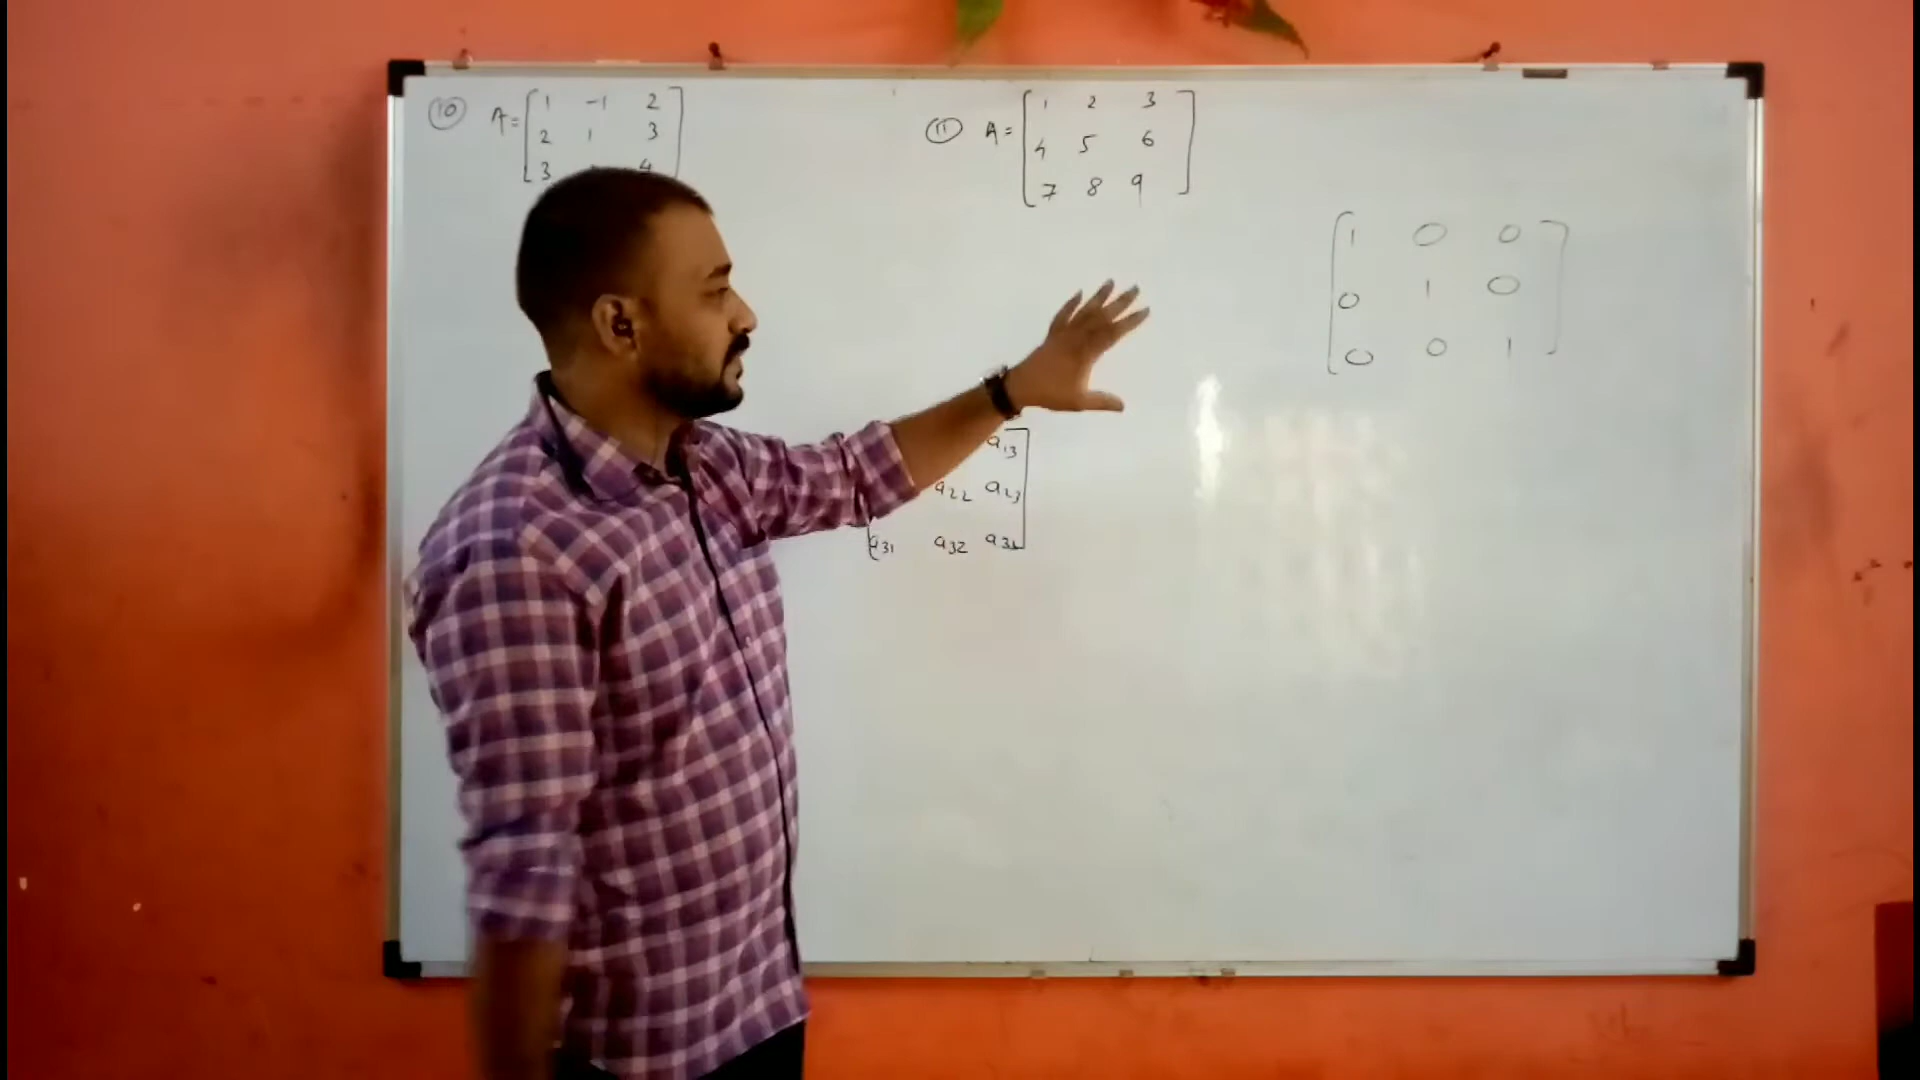 10 A = [ 1 -1 2
2 1 3
3 4 ]
11 A = [ 1 2 3
4 5 6
7 8 9 ]
[ 1 0 0
0 1 0
0 0 1 ]
a13
a22 a23
a31 a32